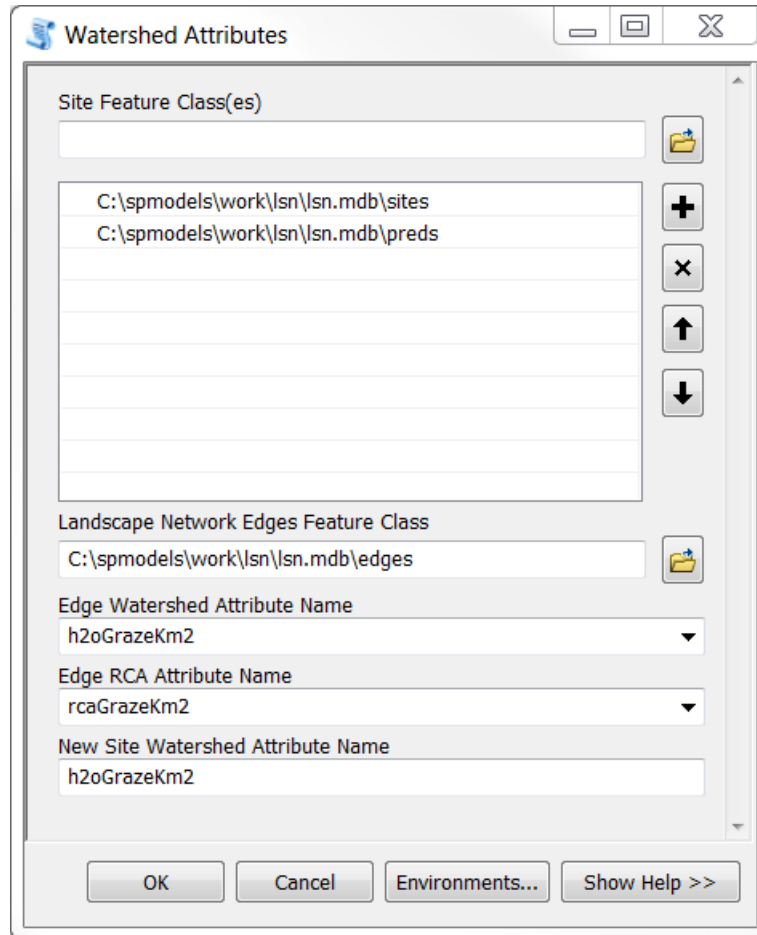 Watershed Attributes
Site Feature Class(es)
C:\spmodels\work\lsn\lsn.mdb\sites
C:\spmodels\work\lsn\lsn.mdb\preds
Landscape Network Edges Feature Class
C:\spmodels\work\lsn\lsn.mdb\edges
Edge Watershed Attribute Name
h2oGrazeKm2
Edge RCA Attribute Name
rcaGrazeKm2
New Site Watershed Attribute Name
h2oGrazeKm2
OK Cancel Environments... Show Help >>